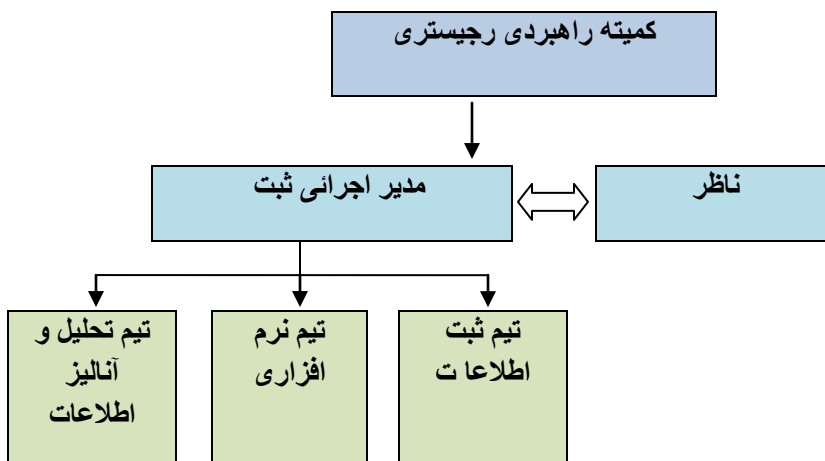 کمیته راهبردی رجیستری
مدیر اجرائی ثبت
ناظر
تیم ثبت
اطلاعا ت
تیم نرم
افزاری
تیم تحلیل و
آنالیز
اطلاعات